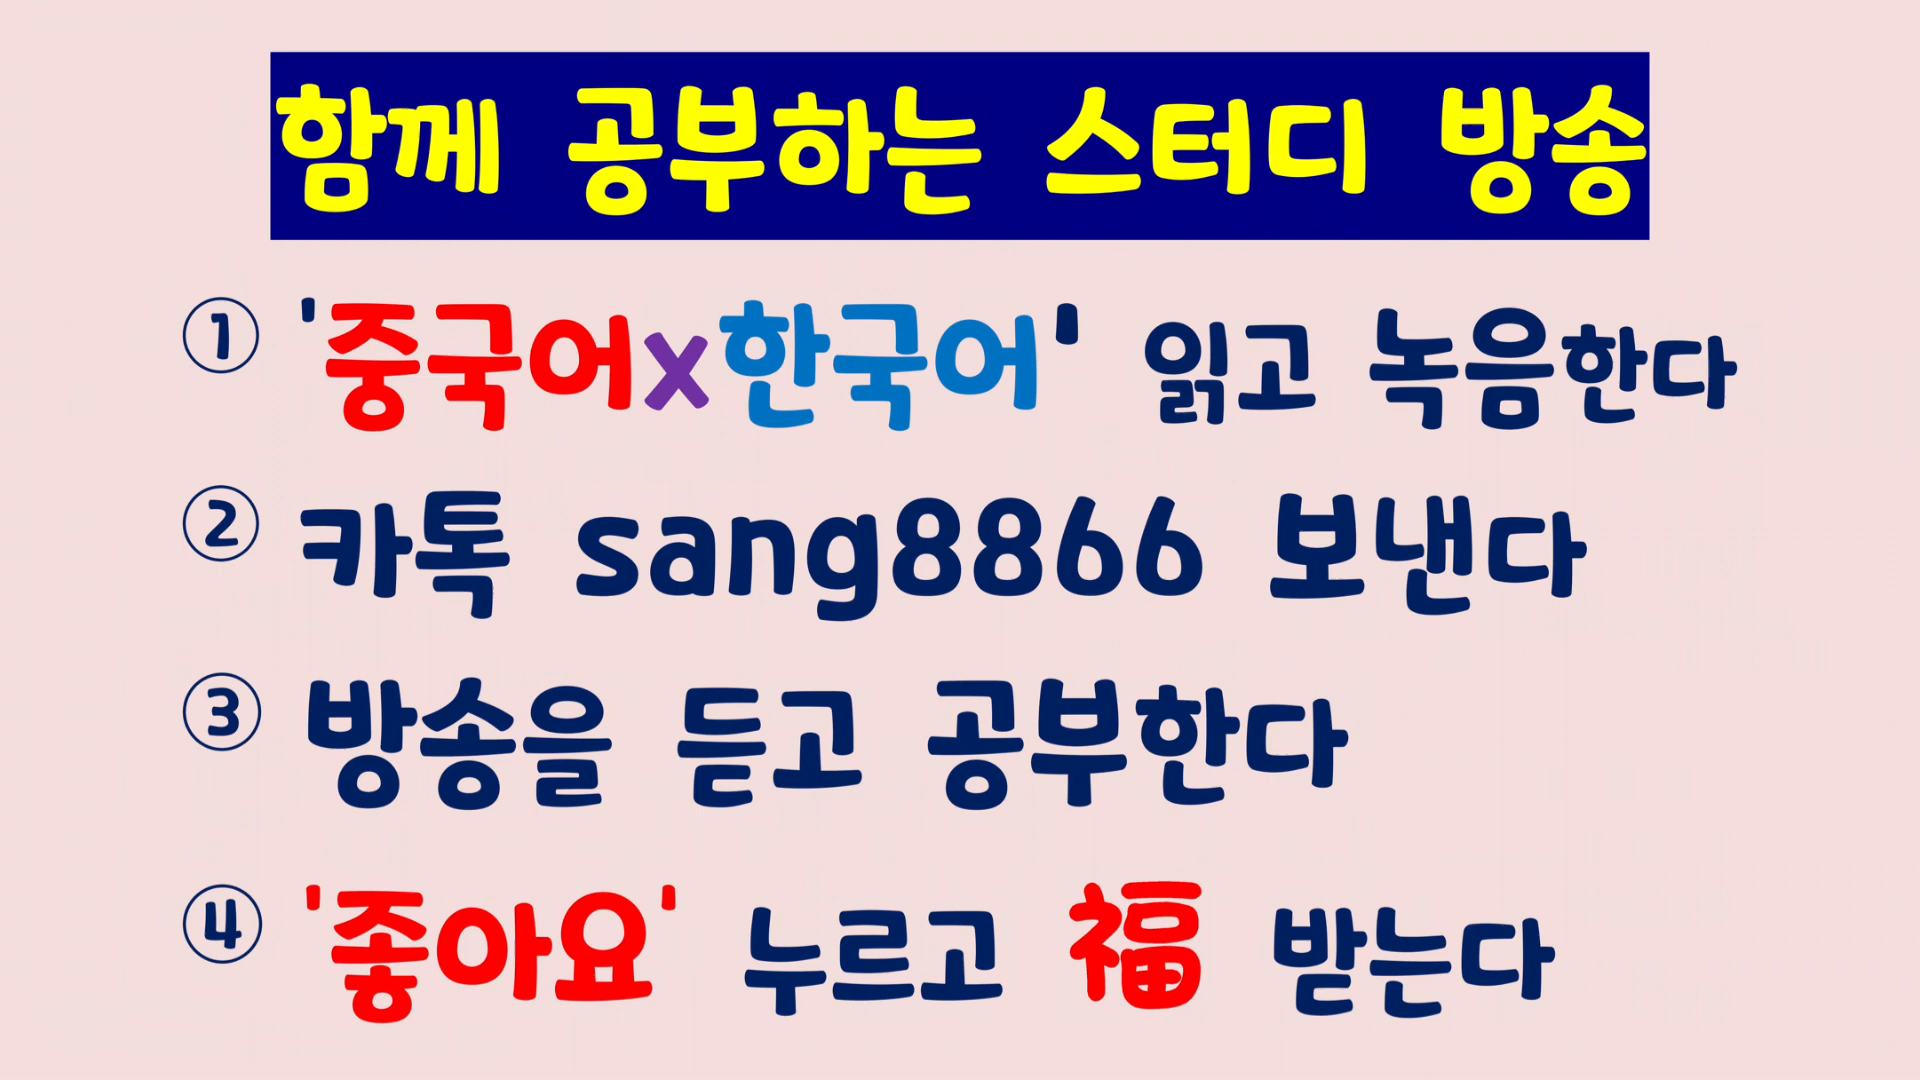 함께 공부하는 스터디 방송
① '중국어x한국어' 읽고 녹음한다
② 카톡 sang8866 보낸다
③ 방송을 듣고 공부한다
④ '좋아요' 누르고 福 받는다